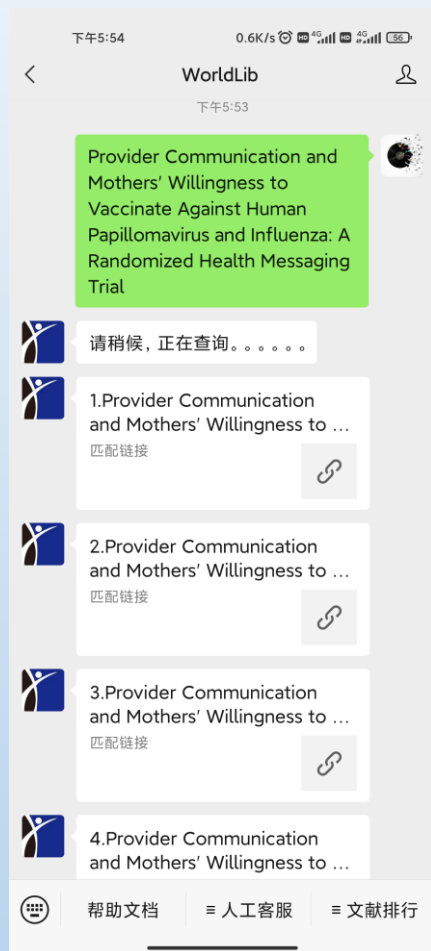 下午5:54 0.6K/s HD 4G HD 4G 56
WorldLib
下午5:53
Provider Communication and
Mothers' Willingness to
Vaccinate Against Human
Papillomavirus and Influenza: A
Randomized Health Messaging
Trial
请稍候，正在查询。。。。。。
1.Provider Communication
and Mothers' Willingness to ...
匹配链接
2.Provider Communication
and Mothers' Willingness to ...
匹配链接
3.Provider Communication
and Mothers' Willingness to ...
匹配链接
4.Provider Communication
and Mothers' Willingness to ...
帮助文档 ≡ 人工客服 ≡ 文献排行